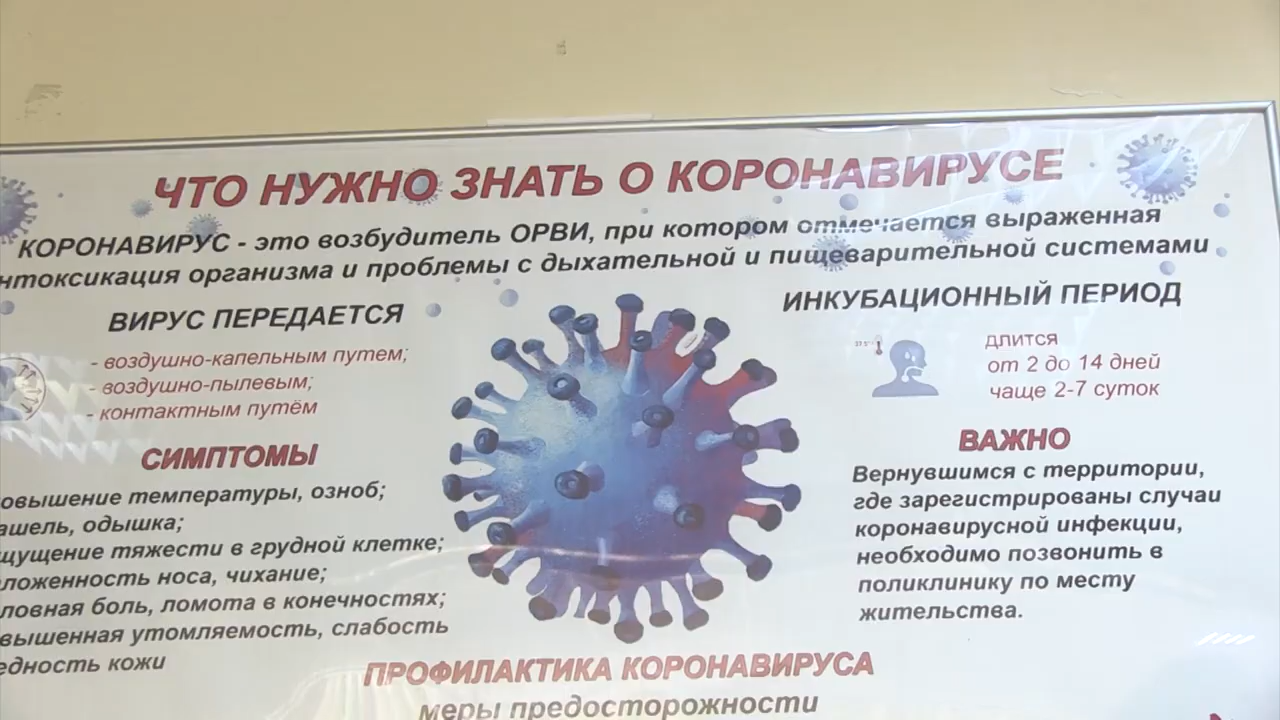 ЧТО НУЖНО ЗНАТЬ О КОРОНАВИРУСЕ
КОРОНАВИРУС - это возбудитель ОРВИ, при котором отмечается выраженная
нтоксикация организма и проблемы с дыхательной и пищеварительной системами
ВИРУС ПЕРЕДАЕТСЯ
- воздушно-капельным путем;
- воздушно-пылевым;
- контактным путём
СИМПТОМЫ
овышение температуры, озноб;
ашель, одышка;
щущение тяжести в грудной клетке;
ложенность носа, чихание;
ловная боль, ломота в конечностях;
вышенная утомляемость, слабость
едность кожи
ИНКУБАЦИОННЫЙ ПЕРИОД
длится
от 2 до 14 дней
чаще 2-7 суток
ВАЖНО
Вернувшимся с территории,
где зарегистрированы случаи
коронавирусной инфекции,
необходимо позвонить в
поликлинику по месту
жительства.
ПРОФИЛАКТИКА КОРОНАВИРУСА
меры предосторожности